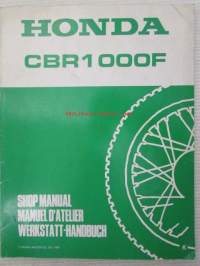 HONDA
CBR1000F
SHOP MANUAL
MANUEL D'ATELIER
WERKSTATT-HANDBUCH